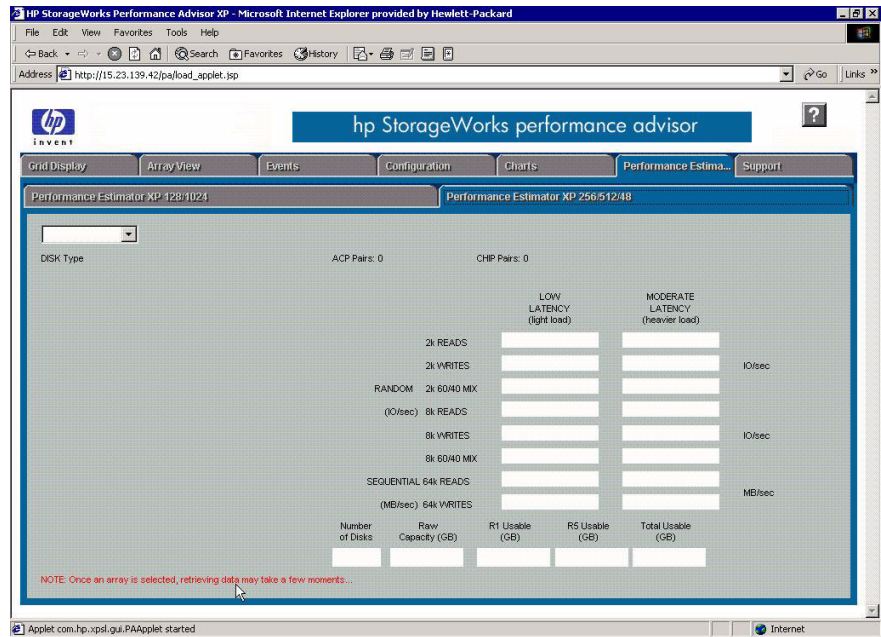 HP StorageWorks Performance Advisor XP - Microsoft Internet Explorer provided by Hewlett-Packard
File Edit View Favorites Tools Help
Back Search Favorites History
Address http://15.23.139.42/pa/load_applet.jsp Go Links »
hp
invent
hp StorageWorks performance advisor
?
Grid Display Array View Events Configuration Charts Performance Estima... Support
Performance Estimator XP 128/1024 Performance Estimator XP 256/512/48
DISK Type ACP Pairs: 0 CHIP Pairs: 0
LOW MODERATE
LATENCY LATENCY
(light load) (heavier load)
2k READS
2k WRITES IO/sec
RANDOM 2k 60/40 MIX
(IO/sec) 8k READS
8k WRITES IO/sec
8k 60/40 MIX
SEQUENTIAL 64k READS
MB/sec
(MB/sec) 64k WRITES
Number Raw R1 Usable R5 Usable Total Usable
of Disks Capacity (GB) (GB) (GB) (GB)
NOTE: Once an array is selected, retrieving data may take a few moments...
Applet com.hp.xpsl.gui.PAApplet started Internet